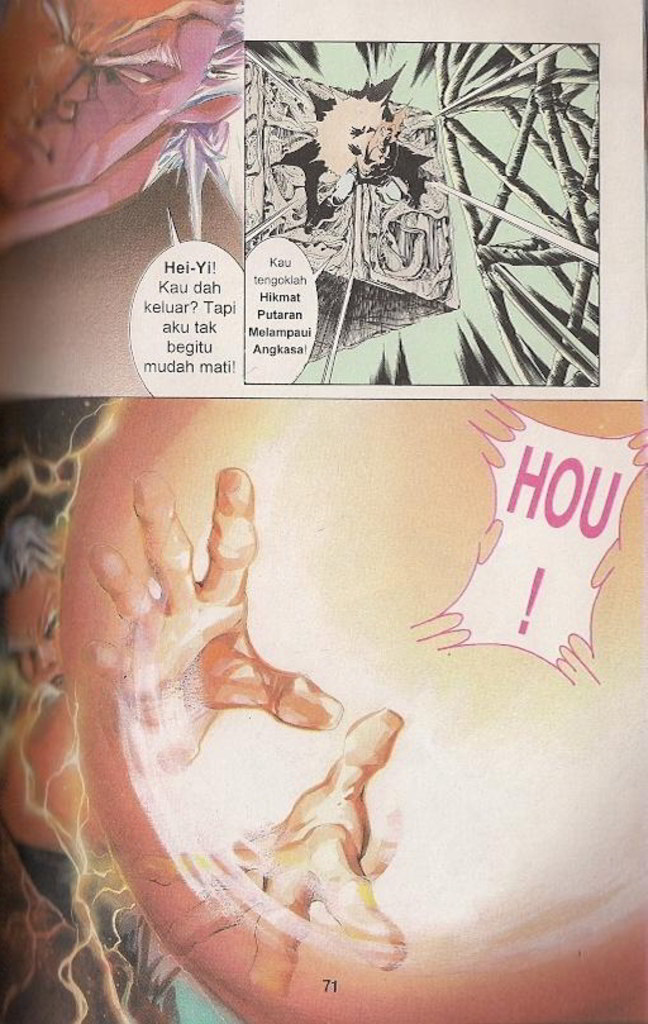 Hei-Yi!
Kau dah
keluar? Tapi
aku tak
begitu
mudah mati!
Kau
tengoklah
Hikmat
Putaran
Melampaui
Angkasa!
HOU
!
71